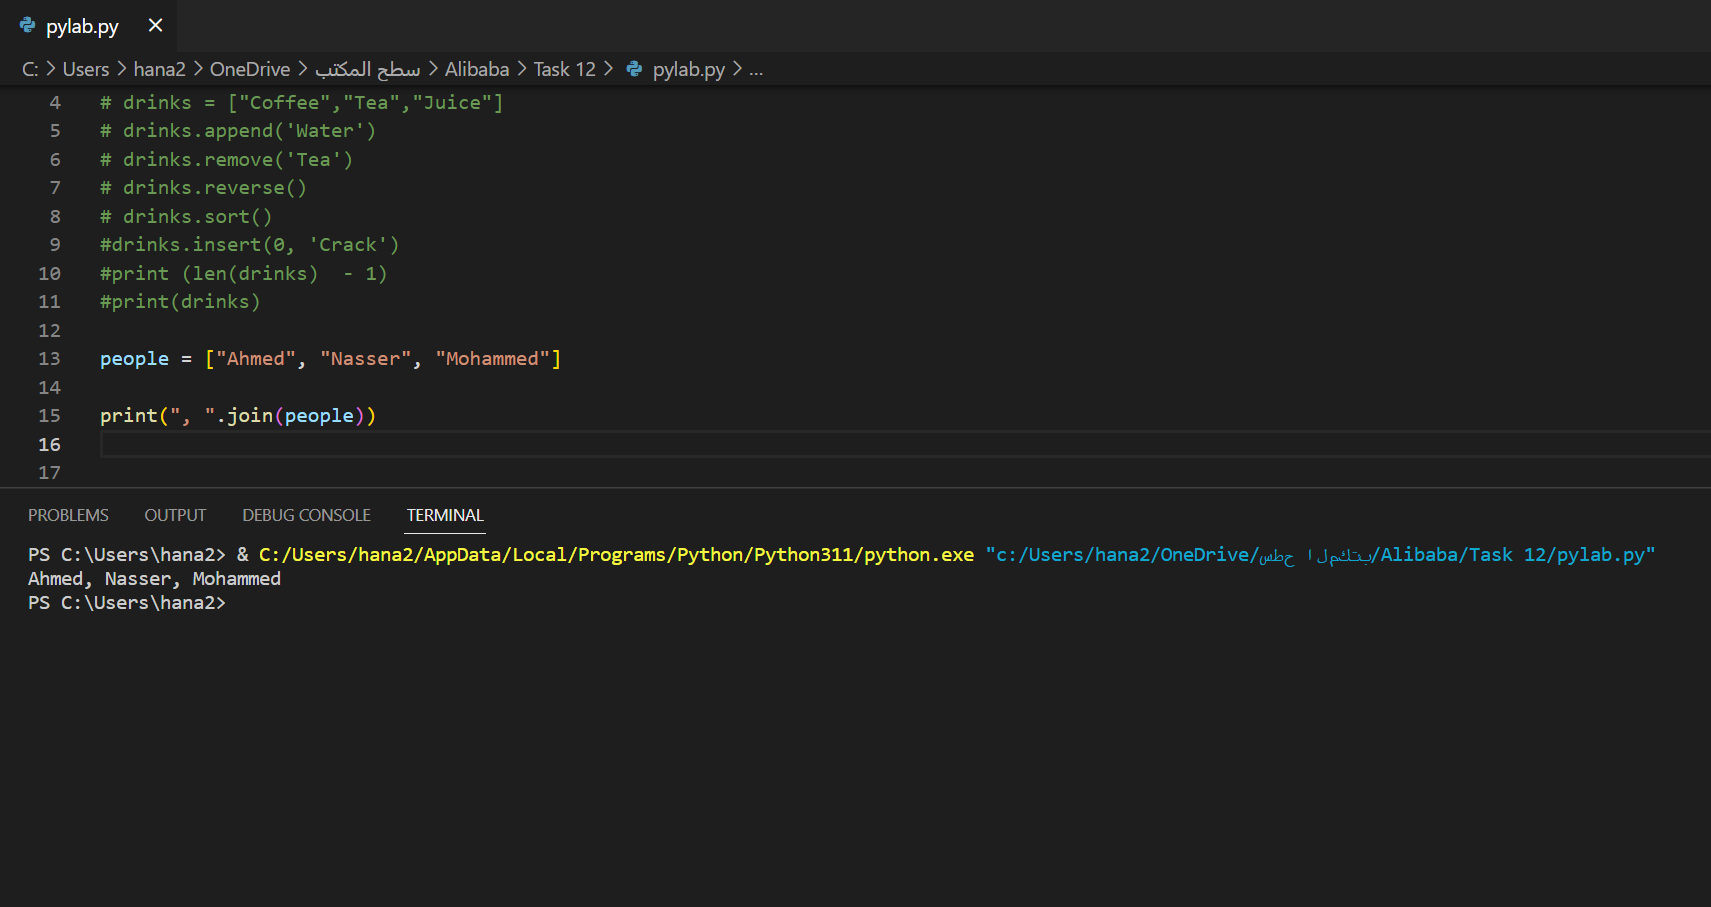 pylab.py
C: > Users > hana2 > OneDrive > سطح المكتب > Alibaba > Task 12 > pylab.py > ...
4 # drinks = ["Coffee","Tea","Juice"]
5 # drinks.append('Water')
6 # drinks.remove('Tea')
7 # drinks.reverse()
8 # drinks.sort()
9 #drinks.insert(0, 'Crack')
10 #print (len(drinks)  - 1)
11 #print(drinks)
12
13 people = ["Ahmed", "Nasser", "Mohammed"]
14
15 print(", ".join(people))
16
17
PROBLEMS OUTPUT DEBUG CONSOLE TERMINAL
PS C:\Users\hana2> & C:/Users/hana2/AppData/Local/Programs/Python/Python311/python.exe "c:/Users/hana2/OneDrive/سطح المكتب/Alibaba/Task 12/pylab.py"
Ahmed, Nasser, Mohammed
PS C:\Users\hana2>